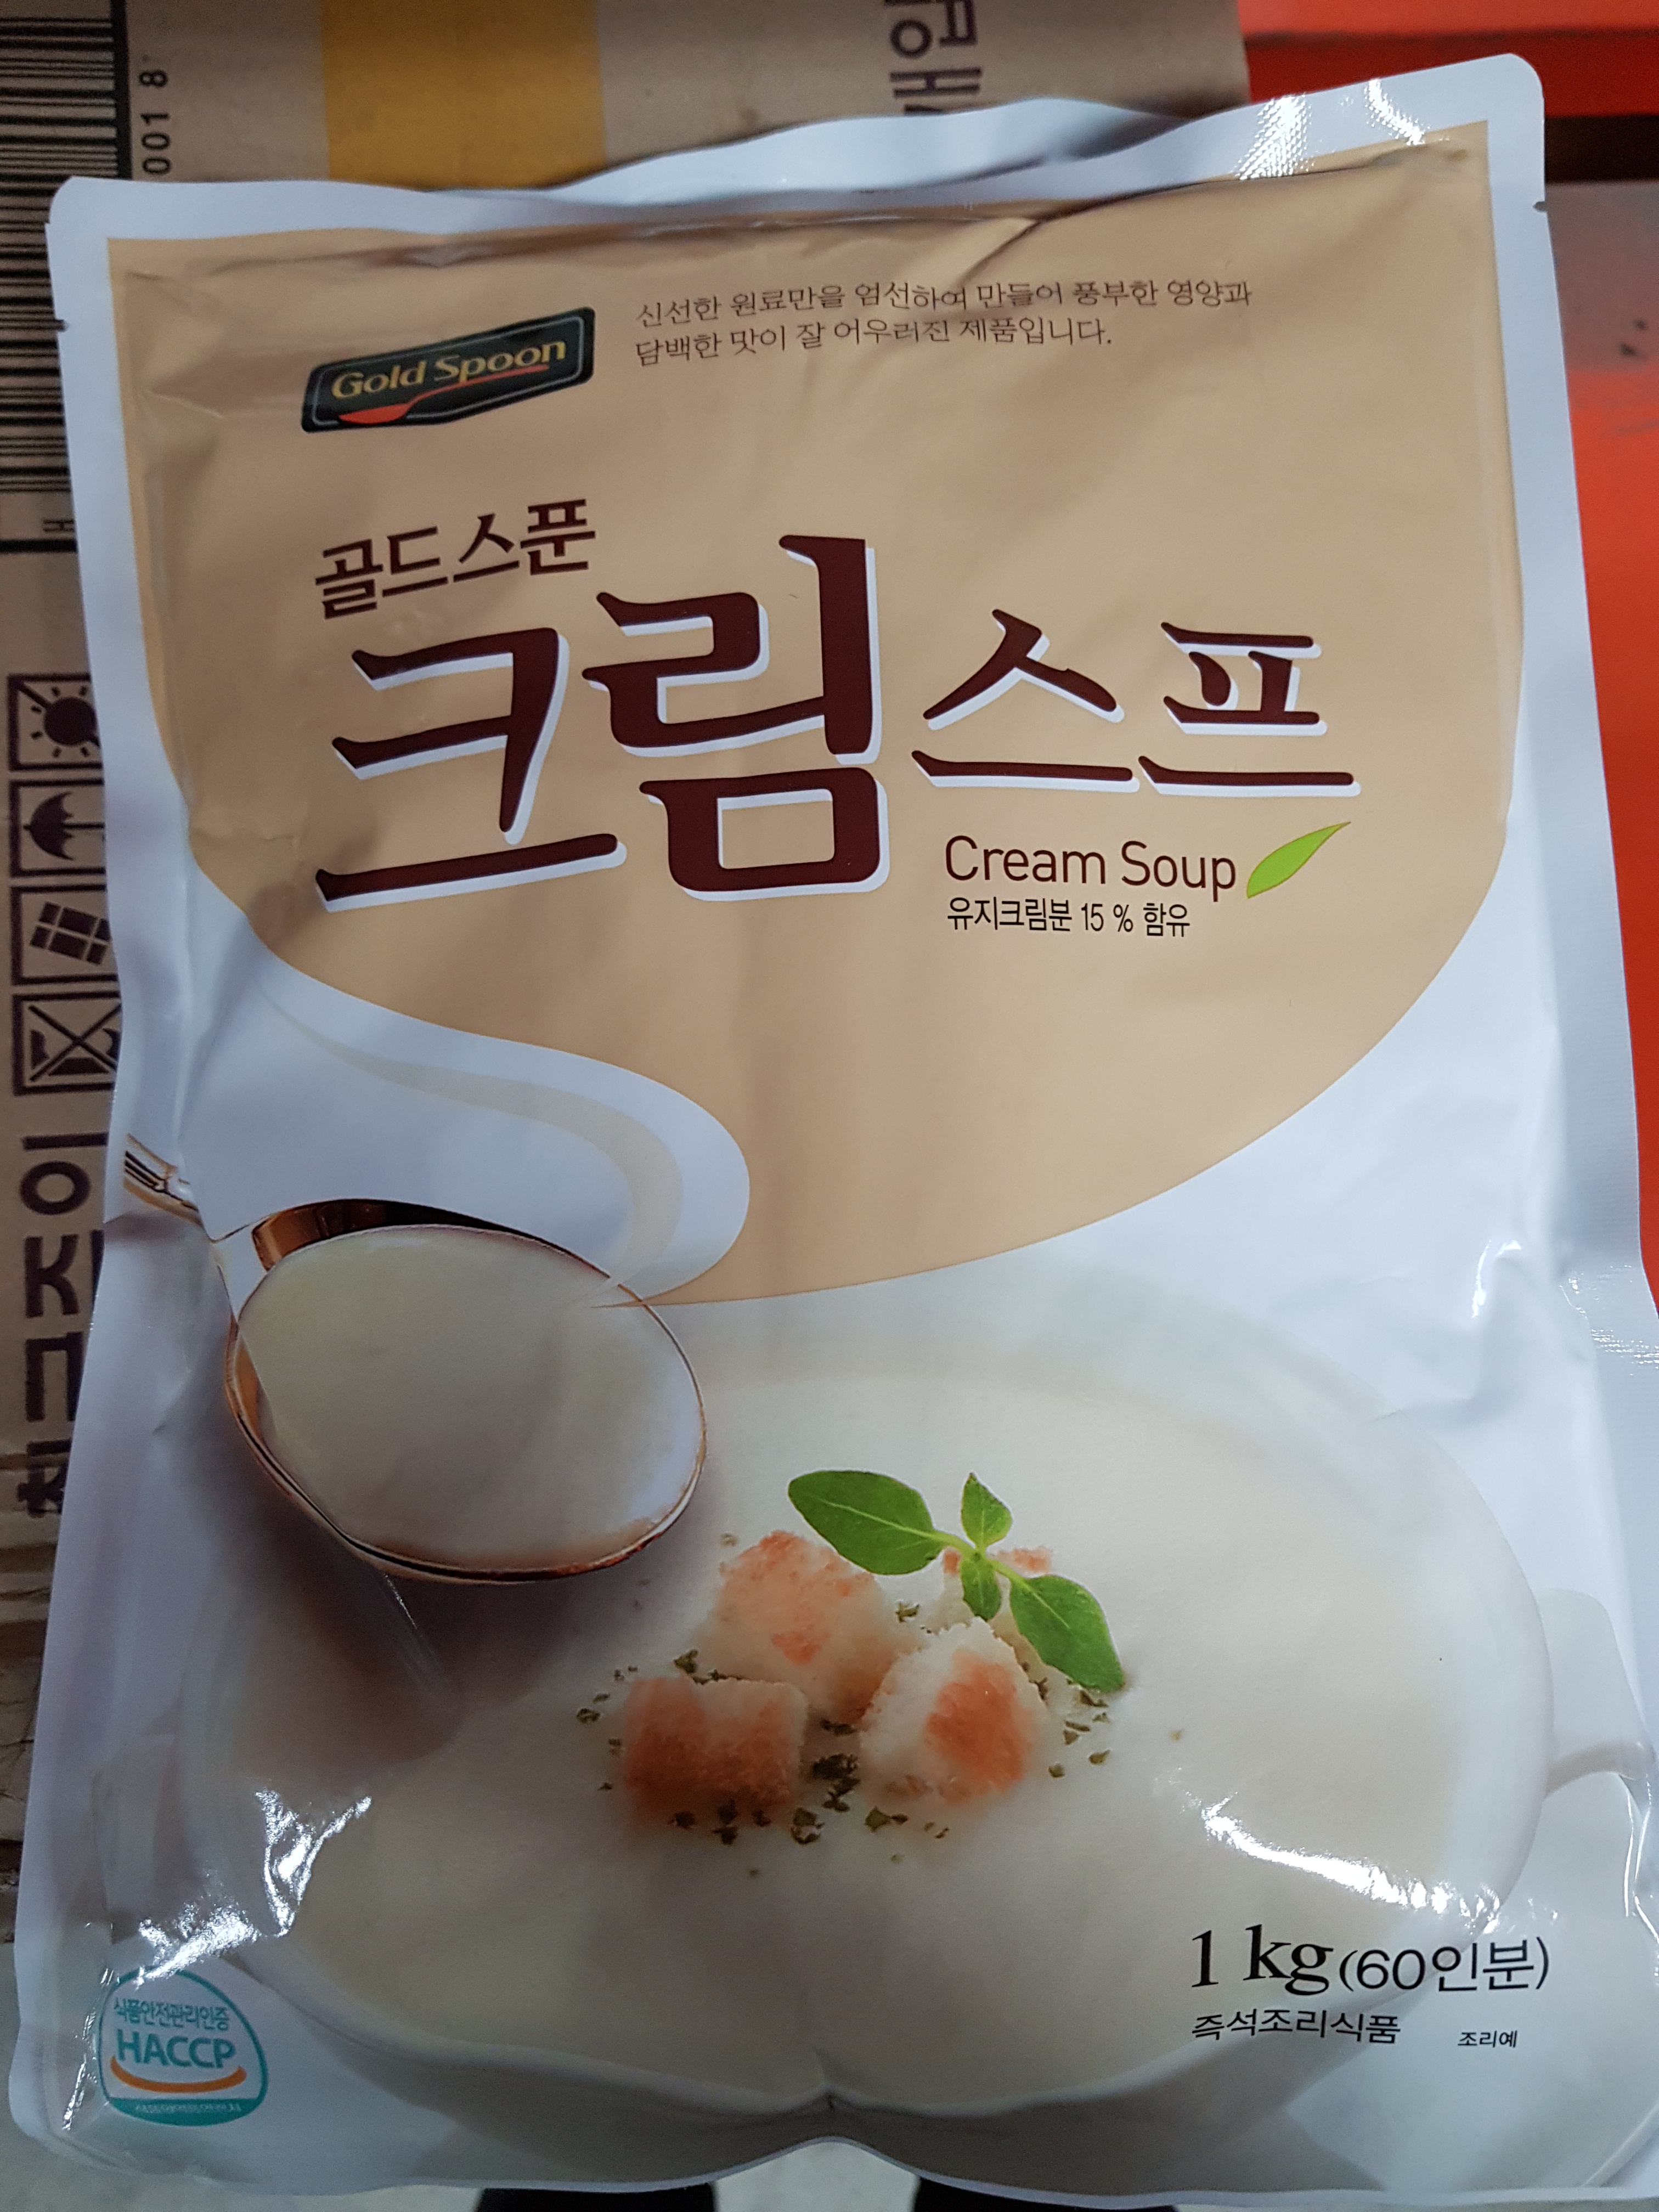 001 8
Gold Spoon
신선한 원료만을 엄선하여 만들어 풍부한 영양과
담백한 맛이 잘 어우러진 제품입니다.
골드스푼
크림스프
Cream Soup
유지크림분 15 % 함유
1 kg(60인분)
즉석조리식품
조리예
식품안전관리인증
HACCP